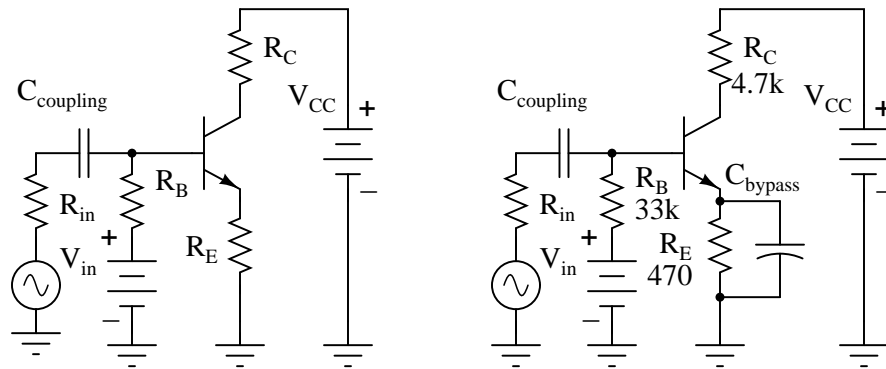 R_C
C_coupling
V_CC
+
−
R_B
R_in
+
V_in
R_E
−
R_C
4.7k
C_coupling
V_CC
+
−
R_B
33k
C_bypass
R_in
+
V_in
R_E
470
−